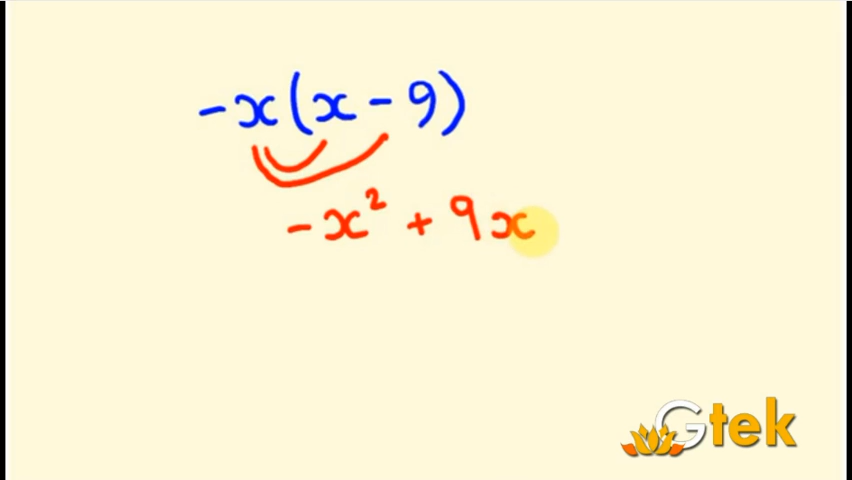 -x(x - 9)
-x² + 9x
Gtek